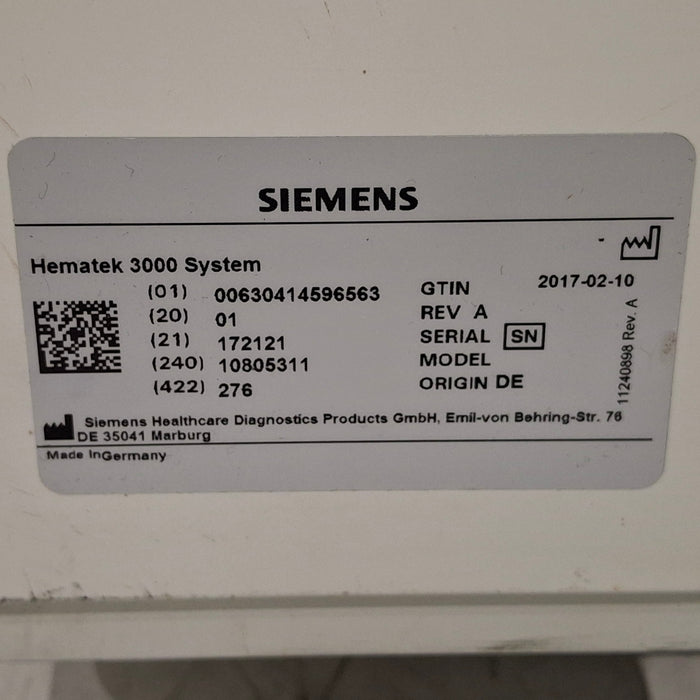 SIEMENS
Hematek 3000 System
2017-02-10
(01) 00630414596563 GTIN
(20) 01 REV A
(21) 172121 SERIAL SN
(240) 10805311 MODEL
(422) 276 ORIGIN DE
11240898 Rev. A
Siemens Healthcare Diagnostics Products GmbH, Emil-von Behring-Str. 76
DE 35041 Marburg
Made InGermany